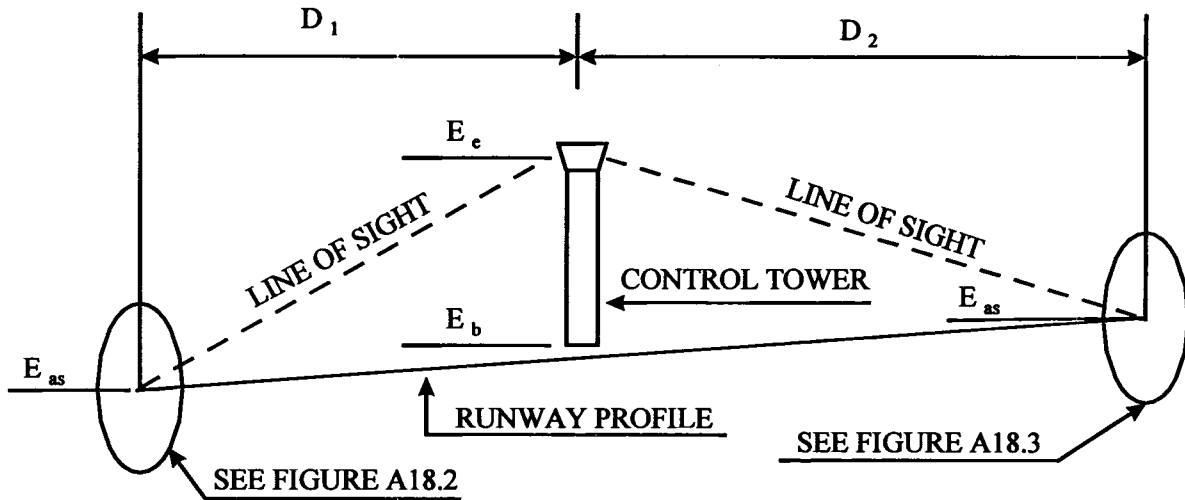 D 1
D 2
E e
LINE OF SIGHT
LINE OF SIGHT
CONTROL TOWER
E b
E as
E as
RUNWAY PROFILE
SEE FIGURE A18.3
SEE FIGURE A18.2